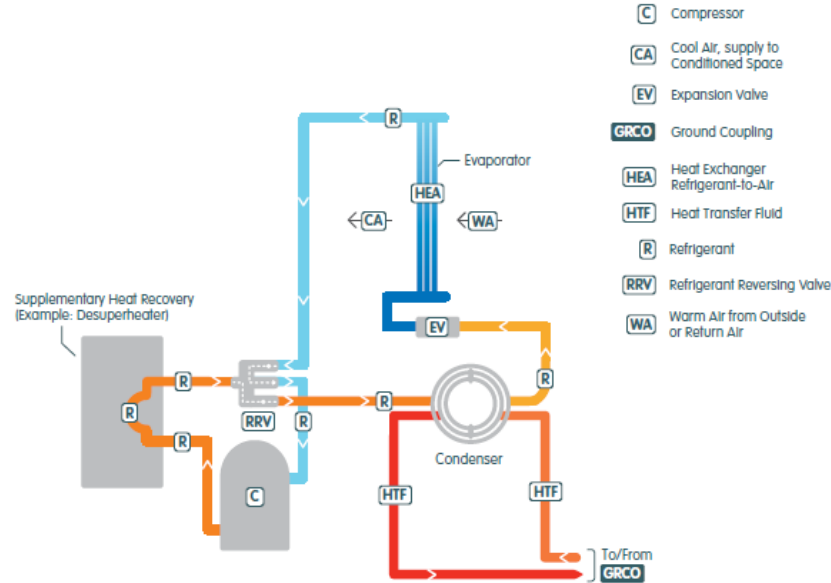 C Compressor
CA Cool Air, supply to
Conditioned Space
EV Expansion Valve
GRCO Ground Coupling
HEA Heat Exchanger
Refrigerant-to-Air
HTF Heat Transfer Fluid
R Refrigerant
RRV Refrigerant Reversing Valve
WA Warm Air from Outside
or Return Air
R
Evaporator
HEA
CA
WA
Supplementary Heat Recovery
(Example: Desuperheater)
EV
R
R
R
R
R
RRV
R
Condenser
C
HTF
HTF
To/From
GRCO